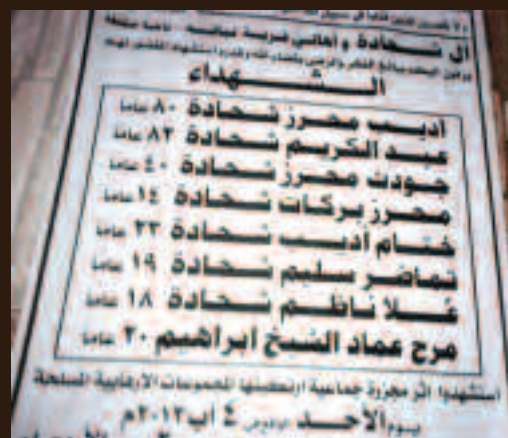 آل شحادة و أهالي قرية
الشهداء
أديب محرز شحادة ٨٠ عاما
عبد الكريم شحادة ٨٢ عاما
جودت محرز شحادة ٤٠ عاما
محرز بركات شحادة ١٤ عاما
ختام أديب شحادة ٣٣ عاما
تماضر سليم شحادة ١٩ عاما
علا ناظم شحادة ١٨ عاما
مرح عماد الشيخ أبراهيم ٢٠ عاما
استشهدوا اثر مجزرة جماعية ارتكبتها المجموعات الارهابية المسلحة
يوم الأحد ٤ آب ٢٠١٣م